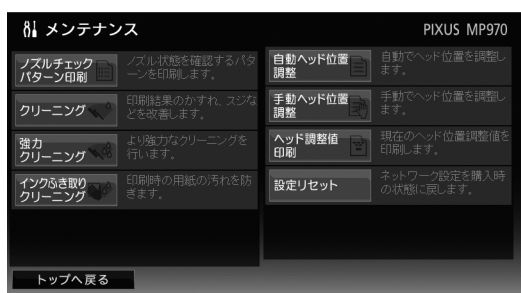 メンテナンス
PIXUS MP970
ノズルチェック
パターン印刷
ノズル状態を確認するパタ
ーンを印刷します。
クリーニング
印刷結果のかすれ、スジな
どを改善します。
強力
クリーニング
より強力なクリーニングを
行います。
インクふき取り
クリーニング
印刷時の用紙の汚れを防
ぎます。
自動ヘッド位置
調整
自動でヘッド位置を調整し
ます。
手動ヘッド位置
調整
手動でヘッド位置を調整し
ます。
ヘッド調整値
印刷
現在のヘッド位置調整値を
印刷します。
設定リセット
ネットワーク設定を購入時
の状態に戻します。
トップへ戻る